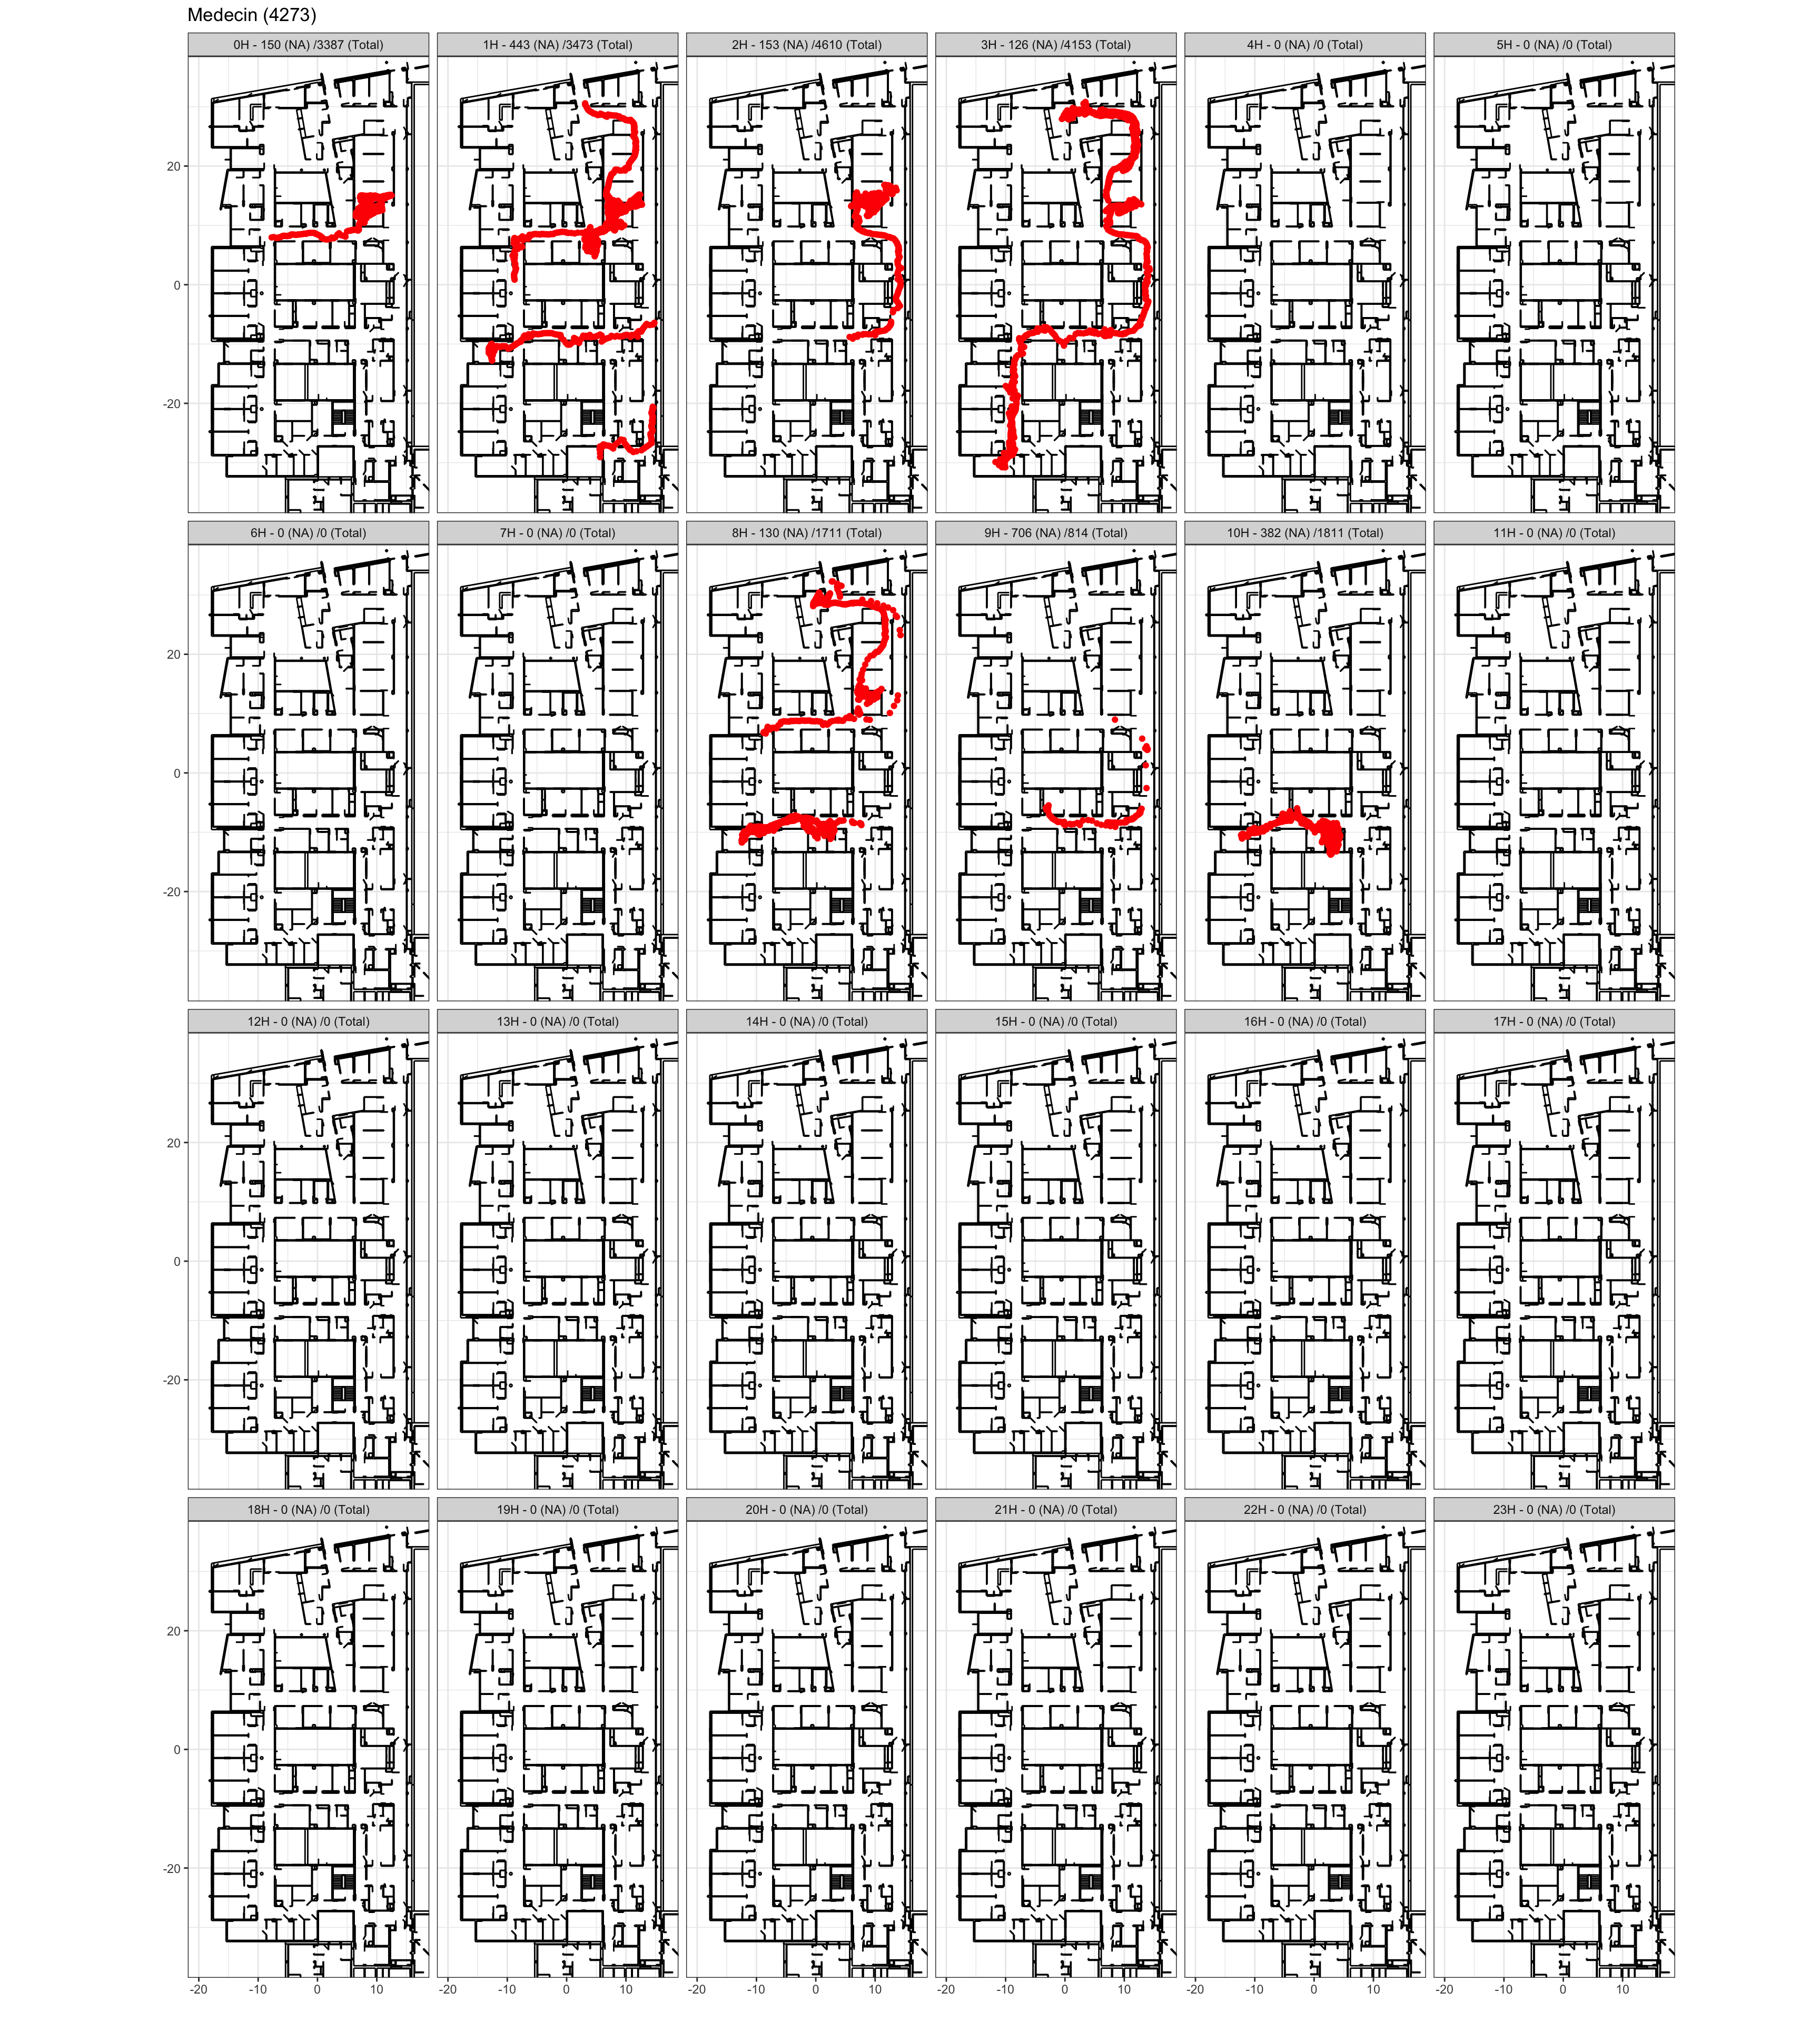 Medecin (4273)
0H - 150 (NA) /3387 (Total) 1H - 443 (NA) /3473 (Total) 2H - 153 (NA) /4610 (Total) 3H - 126 (NA) /4153 (Total) 4H - 0 (NA) /0 (Total) 5H - 0 (NA) /0 (Total)
20
0
-20
6H - 0 (NA) /0 (Total) 7H - 0 (NA) /0 (Total) 8H - 130 (NA) /1711 (Total) 9H - 706 (NA) /814 (Total) 10H - 382 (NA) /1811 (Total) 11H - 0 (NA) /0 (Total)
20
0
-20
12H - 0 (NA) /0 (Total) 13H - 0 (NA) /0 (Total) 14H - 0 (NA) /0 (Total) 15H - 0 (NA) /0 (Total) 16H - 0 (NA) /0 (Total) 17H - 0 (NA) /0 (Total)
20
0
-20
18H - 0 (NA) /0 (Total) 19H - 0 (NA) /0 (Total) 20H - 0 (NA) /0 (Total) 21H - 0 (NA) /0 (Total) 22H - 0 (NA) /0 (Total) 23H - 0 (NA) /0 (Total)
20
0
-20
-20 -10 0 10 -20 -10 0 10 -20 -10 0 10 -20 -10 0 10 -20 -10 0 10 -20 -10 0 10